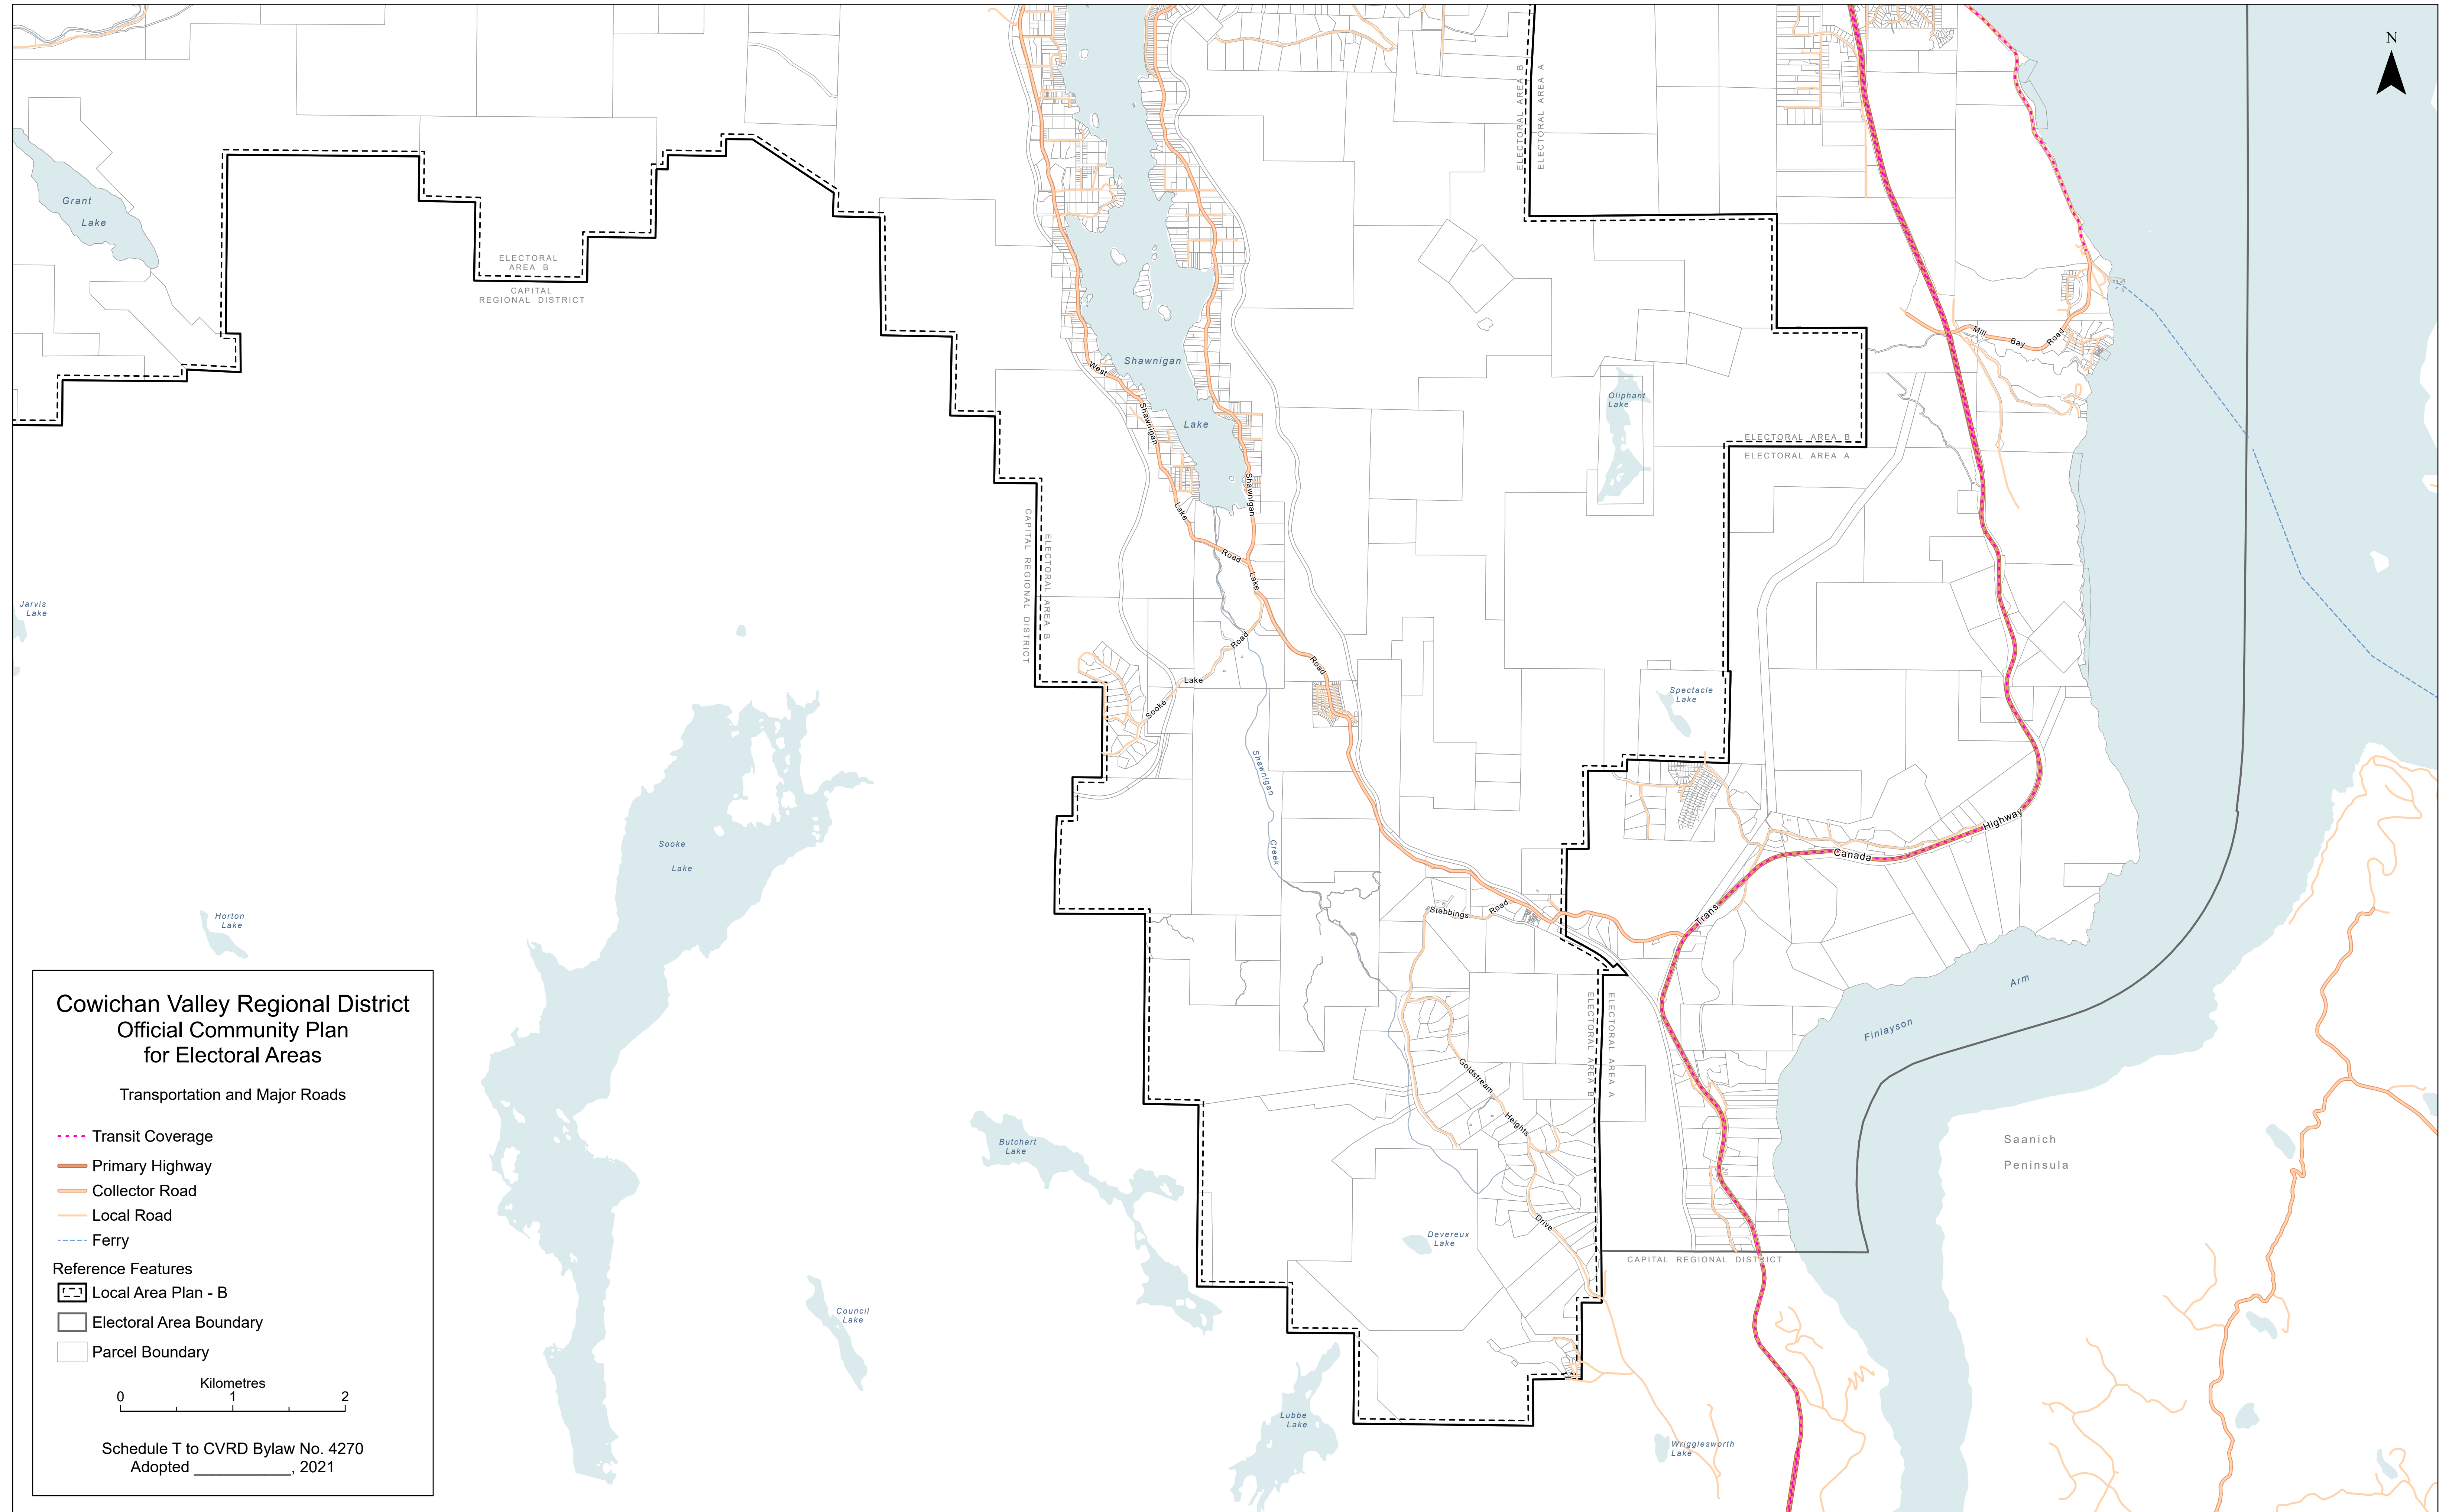 N
ELECTORAL AREA B
ELECTORAL AREA A
Grant
Lake
ELECTORAL
AREA B
CAPITAL
REGIONAL DISTRICT
Mill
Bay
Road
Shawnigan
Lake
West
Shawnigan
Lake
Road
Oliphant
Lake
ELECTORAL AREA B
ELECTORAL AREA A
Shawnigan
Lake
Road
CAPITAL REGIONAL DISTRICT
ELECTORAL AREA B
Jarvis
Lake
Sooke
Lake
Road
Spectacle
Lake
Shawnigan
Creek
Sooke
Lake
Trans
Canada
Highway
Horton
Lake
Stebbings
Road
Arm
Finlayson
ELECTORAL AREA B
ELECTORAL AREA A
Goldstream
Heights
Drive
Butchart
Lake
Saanich
Peninsula
Devereux
Lake
CAPITAL REGIONAL DISTRICT
Council
Lake
Lubbe
Lake
Wrigglesworth
Lake
Cowichan Valley Regional District
Official Community Plan
for Electoral Areas
Transportation and Major Roads
Transit Coverage
Primary Highway
Collector Road
Local Road
Ferry
Reference Features
Local Area Plan - B
Electoral Area Boundary
Parcel Boundary
Kilometres
0 1 2
Schedule T to CVRD Bylaw No. 4270
Adopted ___________, 2021